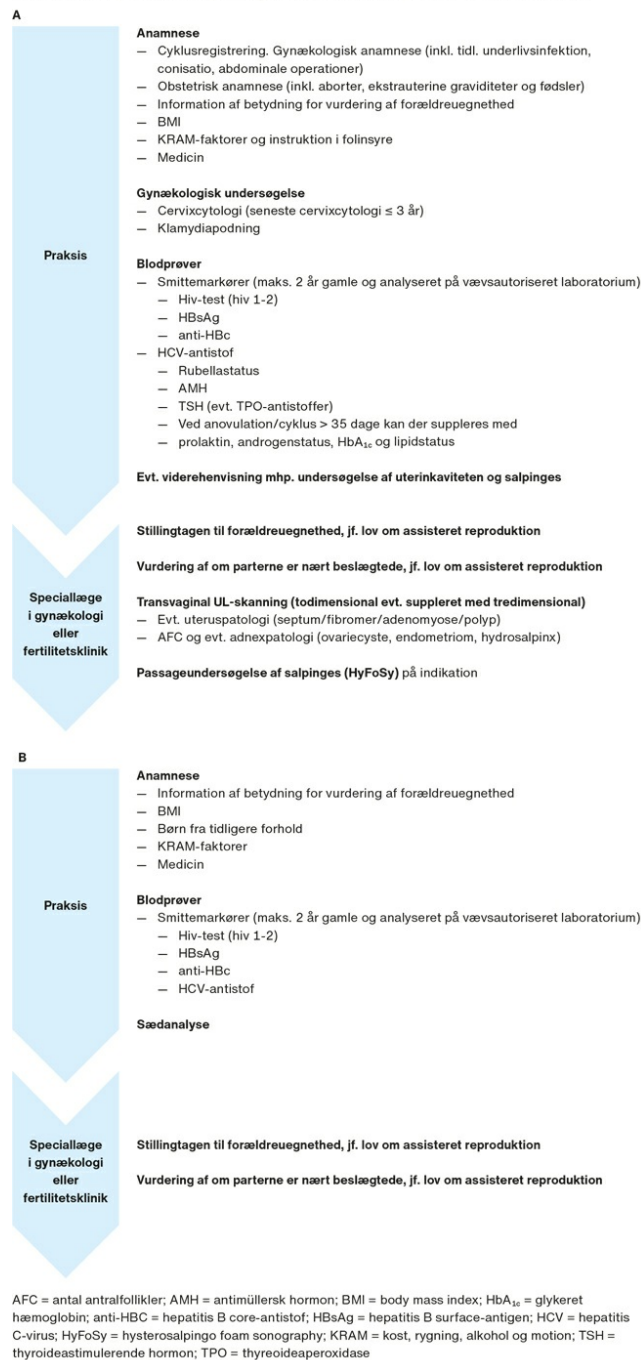 A
Anamnese
— Cyklusregistrering. Gynækologisk anamnese (inkl. tidl. underlivsinfektion,
conisatio, abdominale operationer)
— Obstetrisk anamnese (inkl. aborter, ekstrauterine graviditeter og fødsler)
— Information af betydning for vurdering af forældreuegnethed
— BMI
— KRAM-faktorer og instruktion i folinsyre
— Medicin
Gynækologisk undersøgelse
— Cervixcytologi (seneste cervixcytologi ≤ 3 år)
— Klamydiapodning
Praksis
Blodprøver
— Smittemarkører (maks. 2 år gamle og analyseret på vævsautoriseret laboratorium)
— Hiv-test (hiv 1-2)
— HBsAg
— anti-HBc
— HCV-antistof
— Rubellastatus
— AMH
— TSH (evt. TPO-antistoffer)
— Ved anovulation/cyklus > 35 dage kan der suppleres med
— prolaktin, androgenstatus, HbA₁c og lipidstatus
Evt. viderehenvisning mhp. undersøgelse af uterinkaviteten og salpinges
Stillingtagen til forældreuegnethed, jf. lov om assisteret reproduktion
Vurdering af om parterne er nært beslægtede, jf. lov om assisteret reproduktion
Speciallæge
i gynækologi
eller
fertilitetsklinik
Transvaginal UL-skanning (todimensional evt. suppleret med tredimensional)
— Evt. uteruspatologi (septum/fibromer/adenomyose/polyp)
— AFC og evt. adnexpatologi (ovariecyste, endometriom, hydrosalpinx)
Passageundersøgelse af salpinges (HyFoSy) på indikation
B
Anamnese
— Information af betydning for vurdering af forældreuegnethed
— BMI
— Børn fra tidligere forhold
— KRAM-faktorer
— Medicin
Praksis
Blodprøver
— Smittemarkører (maks. 2 år gamle og analyseret på vævsautoriseret laboratorium)
— Hiv-test (hiv 1-2)
— HBsAg
— anti-HBc
— HCV-antistof
Sædanalyse
Speciallæge
i gynækologi
eller
fertilitetsklinik
Stillingtagen til forældreuegnethed, jf. lov om assisteret reproduktion
Vurdering af om parterne er nært beslægtede, jf. lov om assisteret reproduktion
AFC = antal antralfollikler; AMH = antimüllersk hormon; BMI = body mass index; HbA₁c = glykeret
hæmoglobin; anti-HBC = hepatitis B core-antistof; HBsAg = hepatitis B surface-antigen; HCV = hepatitis
C-virus; HyFoSy = hysterosalpingo foam sonography; KRAM = kost, rygning, alkohol og motion; TSH =
thyroideastimulerende hormon; TPO = thyreoideaperoxidase